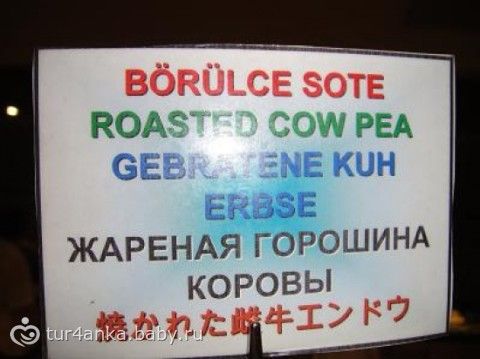 BÖRÜLCE SOTE
ROASTED COW PEA
GEBRATENE KUH
ERBSE
ЖАРЕНАЯ ГОРОШИНА
КОРОВЫ
焼かれた雌牛エンドウ
tur4anka.baby.ru